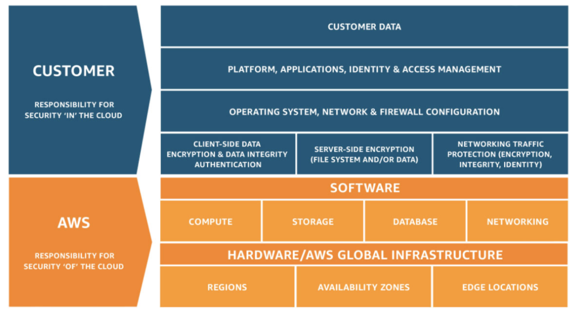 CUSTOMER
RESPONSIBILITY FOR
SECURITY ‘IN’ THE CLOUD
CUSTOMER DATA
PLATFORM, APPLICATIONS, IDENTITY & ACCESS MANAGEMENT
OPERATING SYSTEM, NETWORK & FIREWALL CONFIGURATION
CLIENT-SIDE DATA
ENCRYPTION & DATA INTEGRITY
AUTHENTICATION
SERVER-SIDE ENCRYPTION
(FILE SYSTEM AND/OR DATA)
NETWORKING TRAFFIC
PROTECTION (ENCRYPTION,
INTEGRITY, IDENTITY)
AWS
RESPONSIBILITY FOR
SECURITY ‘OF’ THE CLOUD
SOFTWARE
COMPUTE
STORAGE
DATABASE
NETWORKING
HARDWARE/AWS GLOBAL INFRASTRUCTURE
REGIONS
AVAILABILITY ZONES
EDGE LOCATIONS